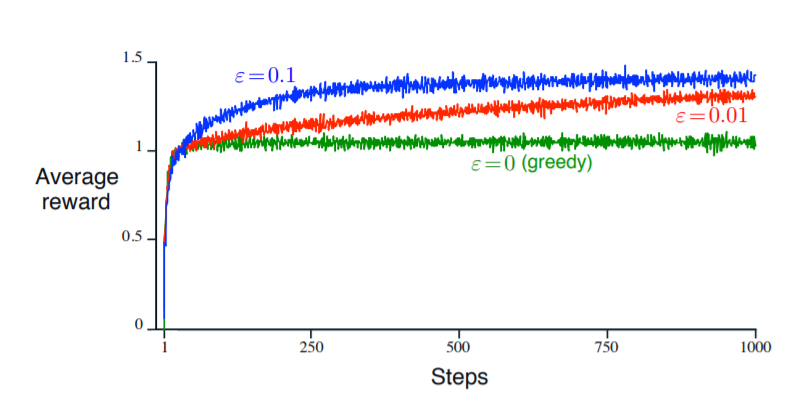 1.5
ε=0.1
ε=0.01
1
ε=0 (greedy)
Average
reward
0.5
0
1
250
500
750
1000
Steps